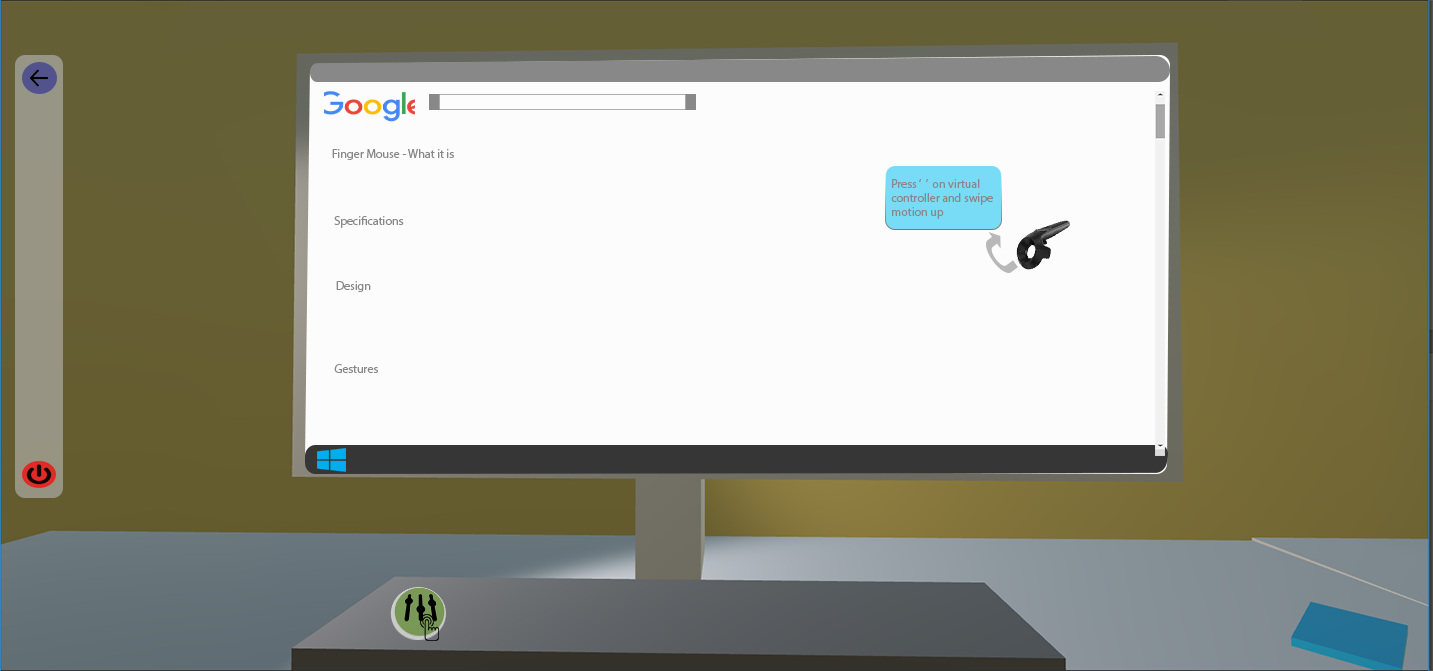 Google
Finger Mouse - What it is
Press ‘ ’ on virtual
controller and swipe
motion up
Specifications
Design
Gestures